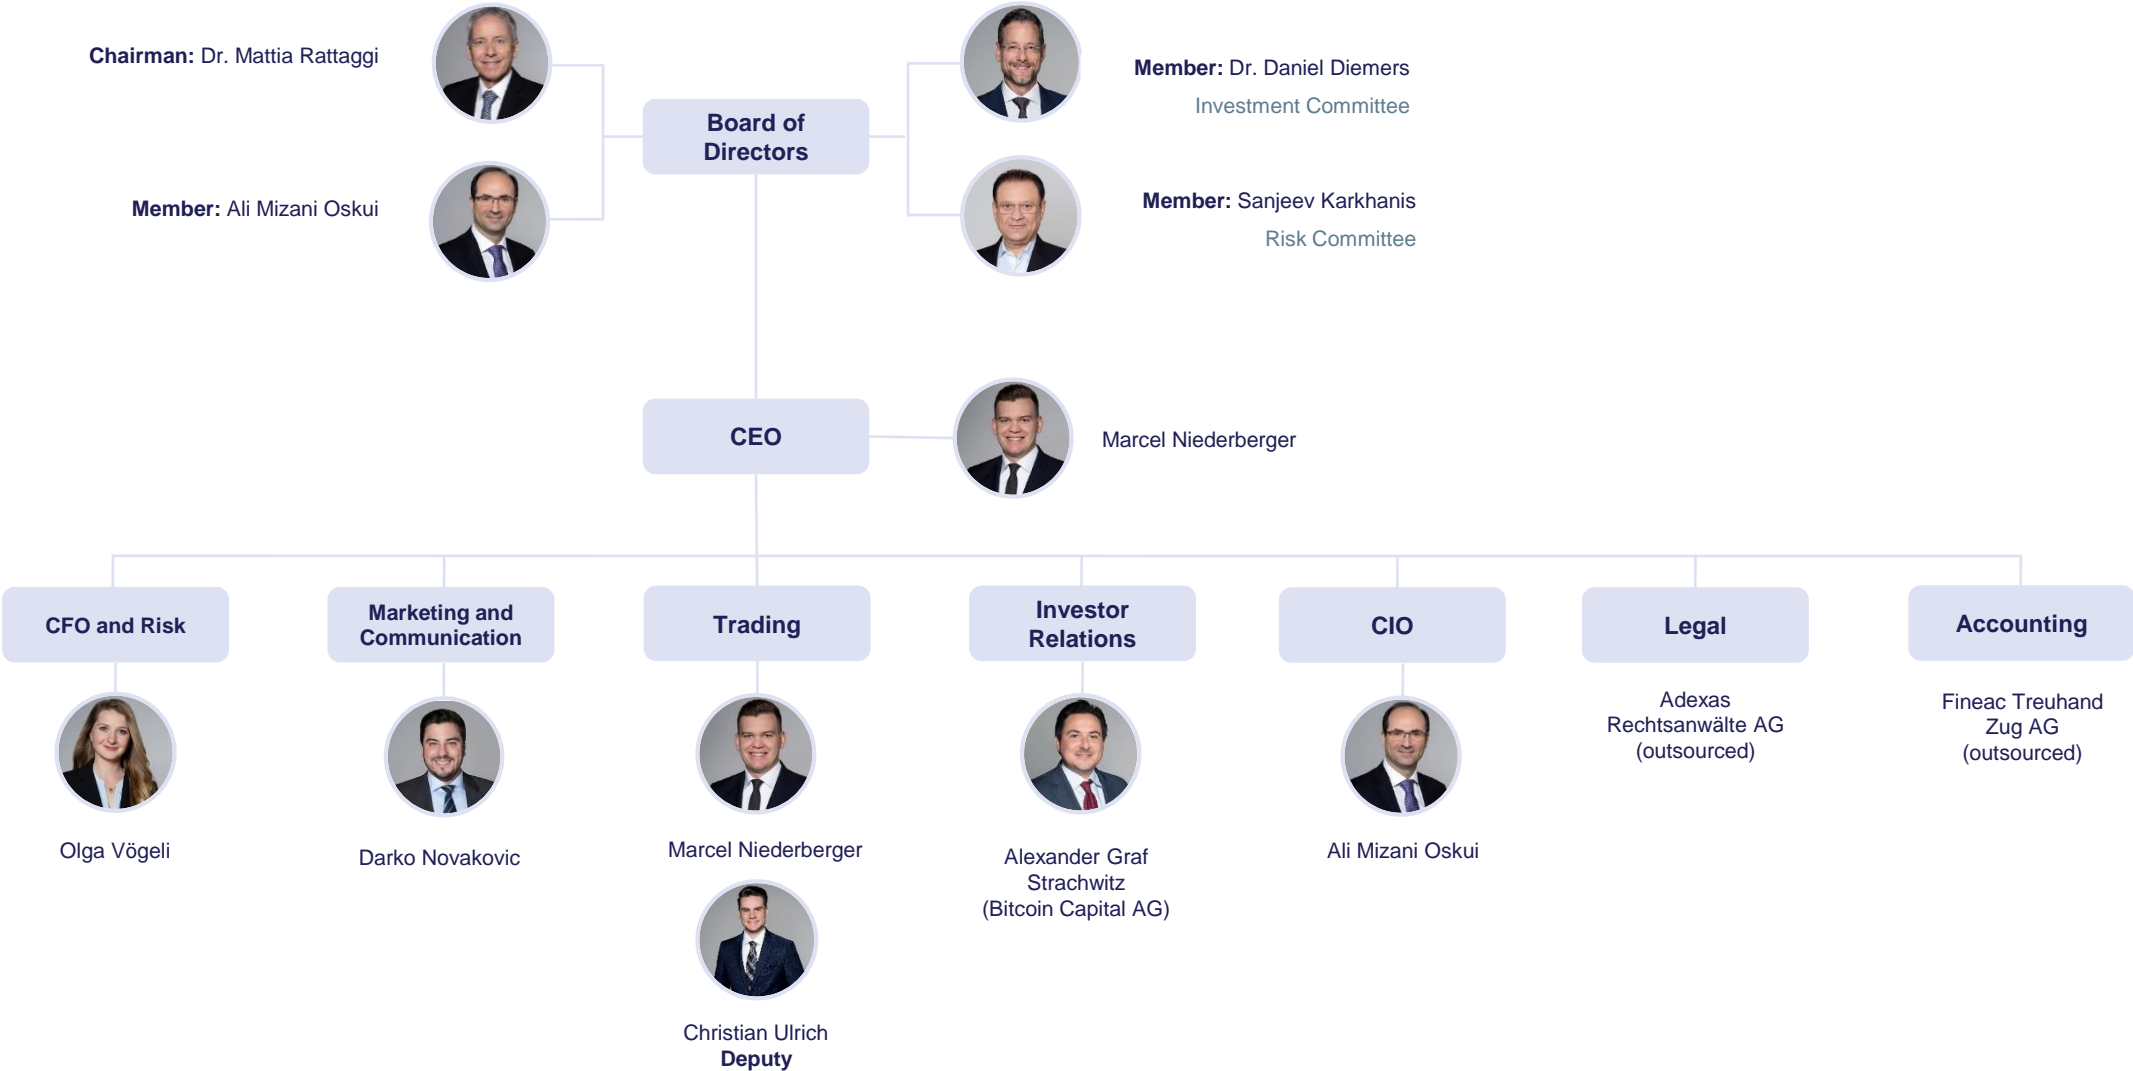 Chairman: Dr. Mattia Rattaggi
Member: Ali Mizani Oskui
Board of
Directors
Member: Dr. Daniel Diemers
Investment Committee
Member: Sanjeev Karkhanis
Risk Committee
CEO
Marcel Niederberger
CFO and Risk
Olga Vögeli
Marketing and
Communication
Darko Novakovic
Trading
Marcel Niederberger
Christian Ulrich
Deputy
Investor
Relations
Alexander Graf
Strachwitz
(Bitcoin Capital AG)
CIO
Ali Mizani Oskui
Legal
Adexas
Rechtsanwälte AG
(outsourced)
Accounting
Fineac Treuhand
Zug AG
(outsourced)